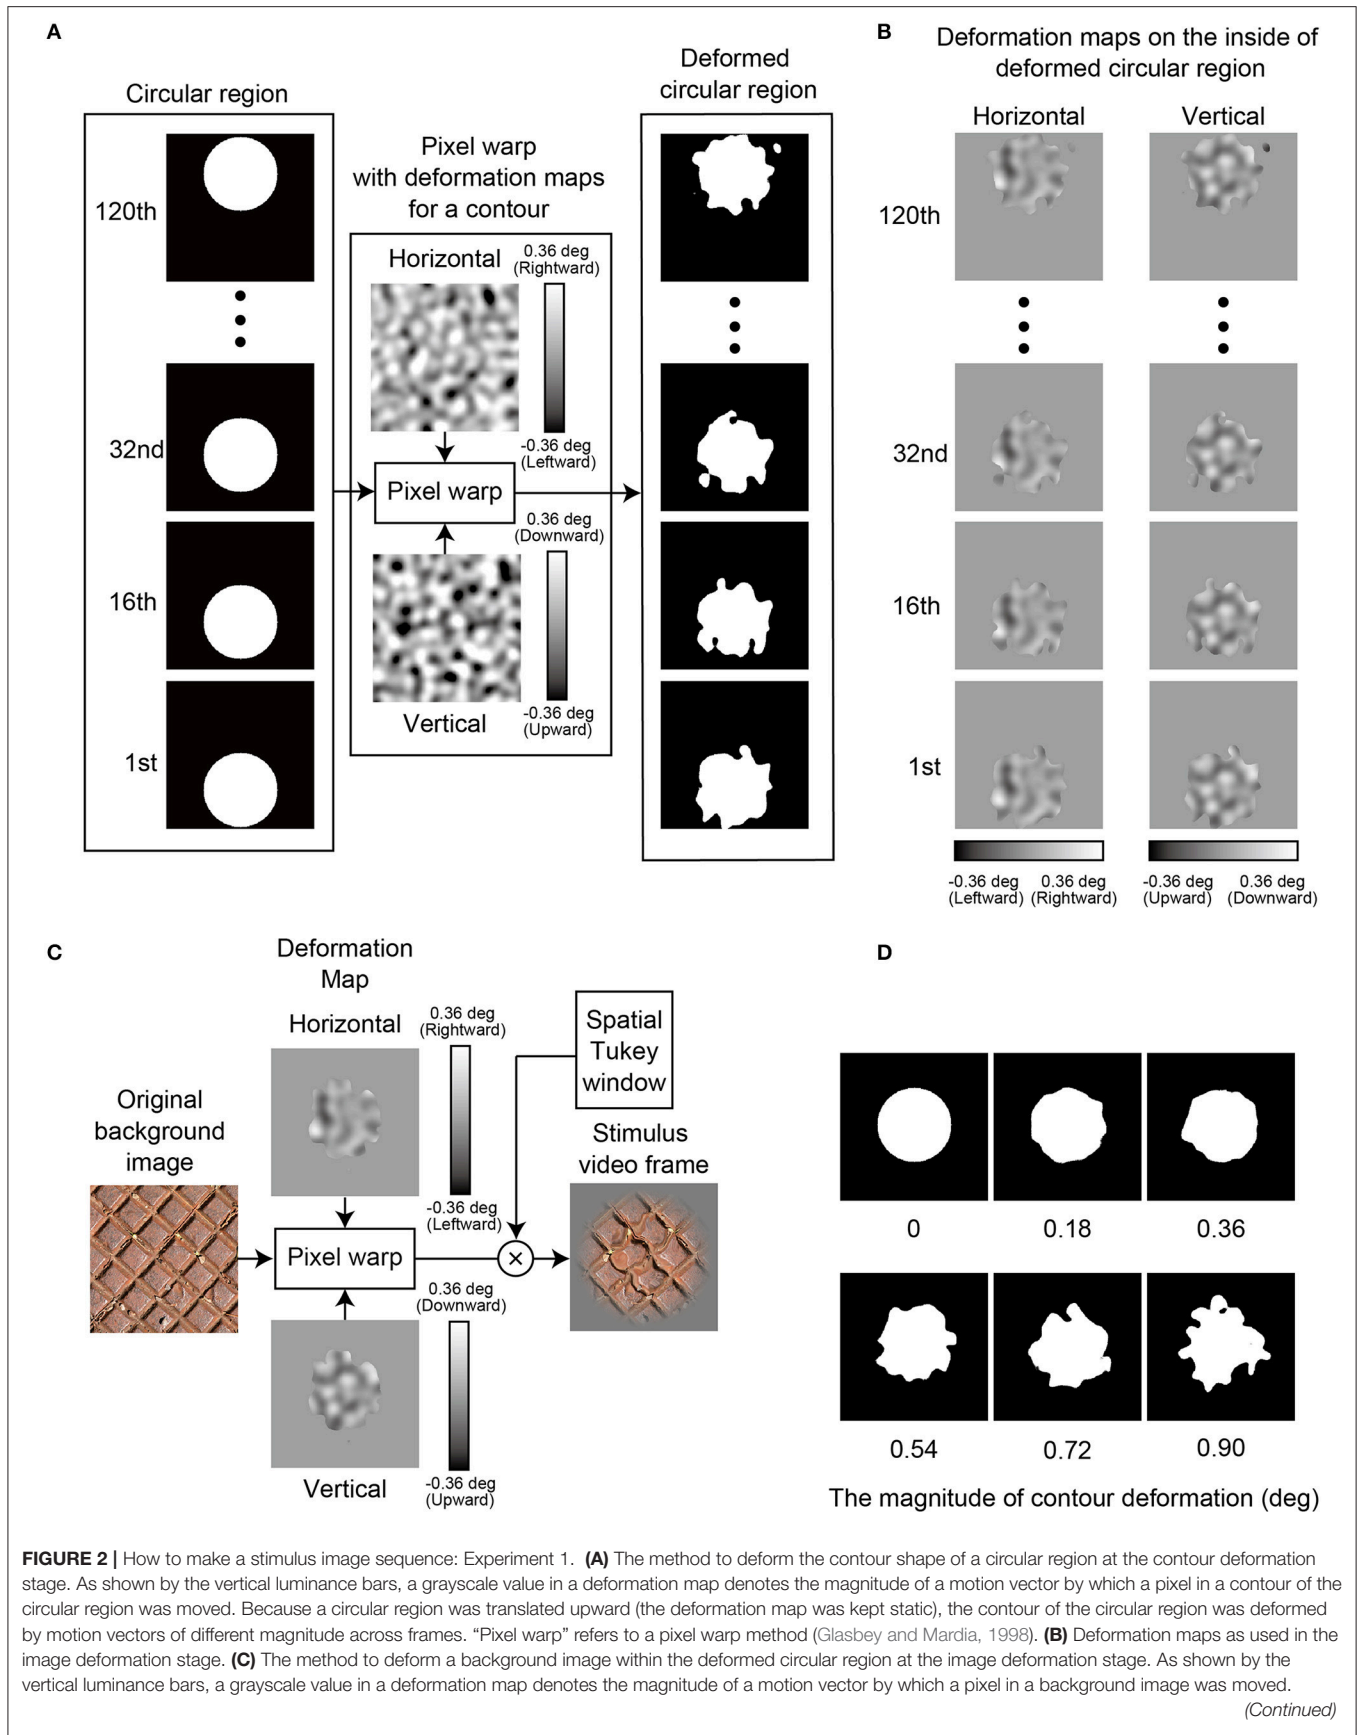 A
Circular region
120th
32nd
16th
1st
Pixel warp
with deformation maps
for a contour
Horizontal
0.36 deg
(Rightward)
-0.36 deg
(Leftward)
Pixel warp
0.36 deg
(Downward)
-0.36 deg
(Upward)
Vertical
Deformed
circular region
B
Deformation maps on the inside of
deformed circular region
Horizontal
Vertical
120th
32nd
16th
1st
-0.36 deg
(Leftward)
0.36 deg
(Rightward)
-0.36 deg
(Upward)
0.36 deg
(Downward)
C
Deformation
Map
Horizontal
0.36 deg
(Rightward)
-0.36 deg
(Leftward)
Original
background
image
Pixel warp
0.36 deg
(Downward)
-0.36 deg
(Upward)
Vertical
Spatial
Tukey
window
×
Stimulus
video frame
D
0
0.18
0.36
0.54
0.72
0.90
The magnitude of contour deformation (deg)
FIGURE 2 | How to make a stimulus image sequence: Experiment 1. (A) The method to deform the contour shape of a circular region at the contour deformation
stage. As shown by the vertical luminance bars, a grayscale value in a deformation map denotes the magnitude of a motion vector by which a pixel in a contour of the
circular region was moved. Because a circular region was translated upward (the deformation map was kept static), the contour of the circular region was deformed
by motion vectors of different magnitude across frames. “Pixel warp” refers to a pixel warp method (Glasbey and Mardia, 1998). (B) Deformation maps as used in the
image deformation stage. (C) The method to deform a background image within the deformed circular region at the image deformation stage. As shown by the
vertical luminance bars, a grayscale value in a deformation map denotes the magnitude of a motion vector by which a pixel in a background image was moved.
(Continued)